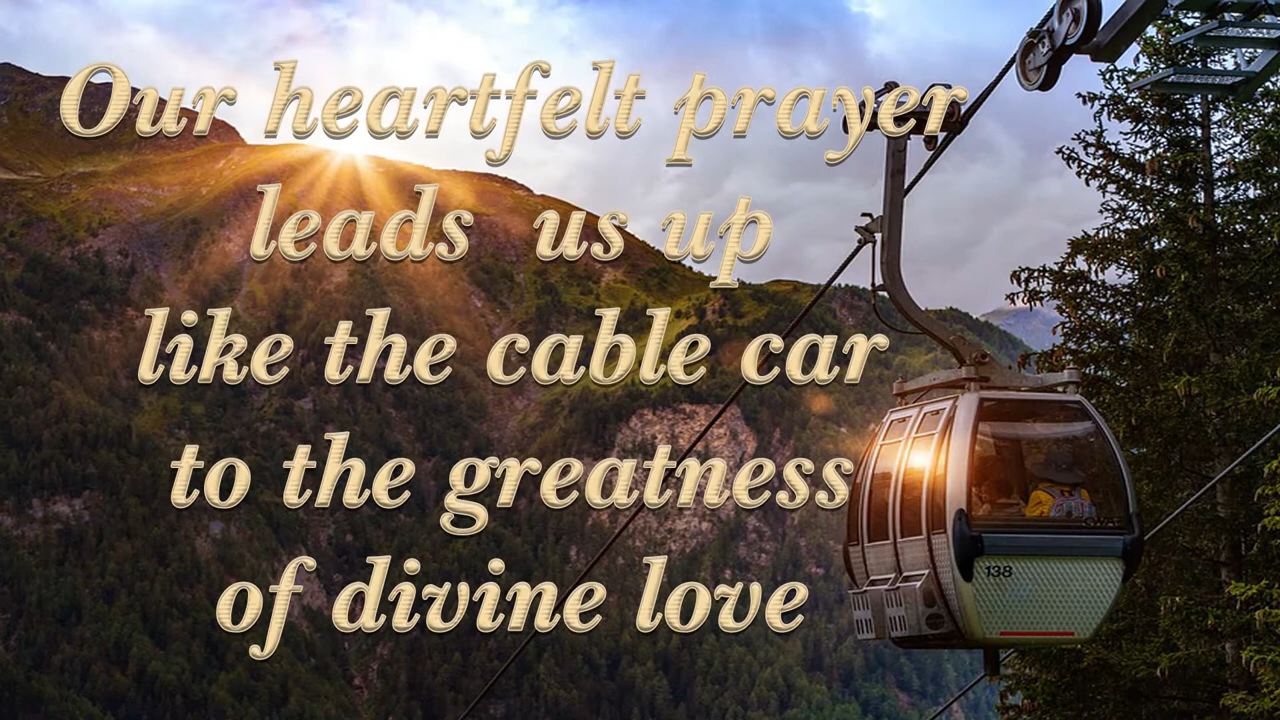 Our heartfelt prayer
leads  us up
like the cable car
to the greatness
of divine love
138